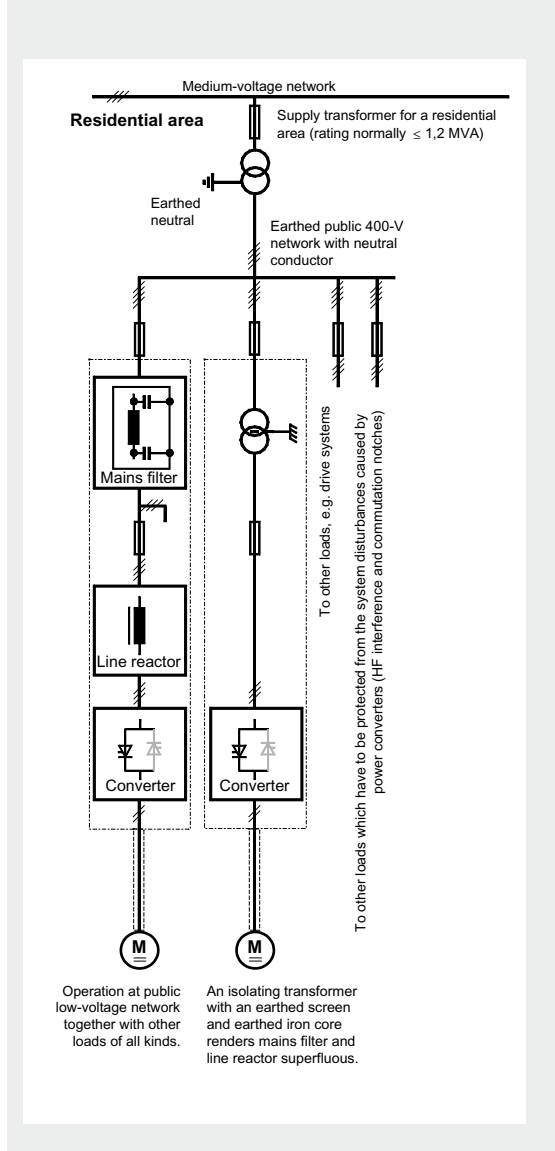 Medium-voltage network
Residential area
Supply transformer for a residential
area (rating normally ≤ 1,2 MVA)
Earthed
neutral
Earthed public 400-V
network with neutral
conductor
Mains filter
Line reactor
Converter
Converter
To other loads, e.g. drive systems
To other loads which have to be protected from the system disturbances caused by
power converters (HF interference and commutation notches)
M
M
Operation at public
low-voltage network
together with other
loads of all kinds.
An isolating transformer
with an earthed screen
and earthed iron core
renders mains filter and
line reactor superfluous.